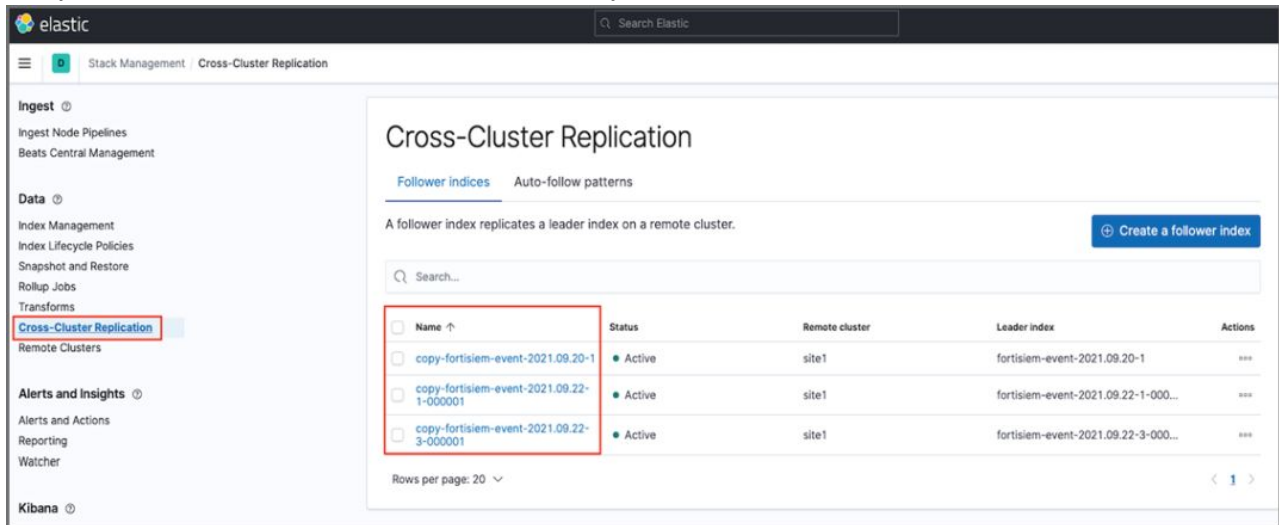 elastic
Search Elastic
D Stack Management / Cross-Cluster Replication
Ingest
Ingest Node Pipelines
Beats Central Management
Data
Index Management
Index Lifecycle Policies
Snapshot and Restore
Rollup Jobs
Transforms
Cross-Cluster Replication
Remote Clusters
Alerts and Insights
Alerts and Actions
Reporting
Watcher
Kibana
Cross-Cluster Replication
Follower indices Auto-follow patterns
A follower index replicates a leader index on a remote cluster.
Create a follower index
Search...
Name Status Remote cluster Leader index Actions
copy-fortisiem-event-2021.09.20-1 Active site1 fortisiem-event-2021.09.20-1
copy-fortisiem-event-2021.09.22-
1-000001 Active site1 fortisiem-event-2021.09.22-1-000...
copy-fortisiem-event-2021.09.22-
3-000001 Active site1 fortisiem-event-2021.09.22-3-000...
Rows per page: 20
< 1 >